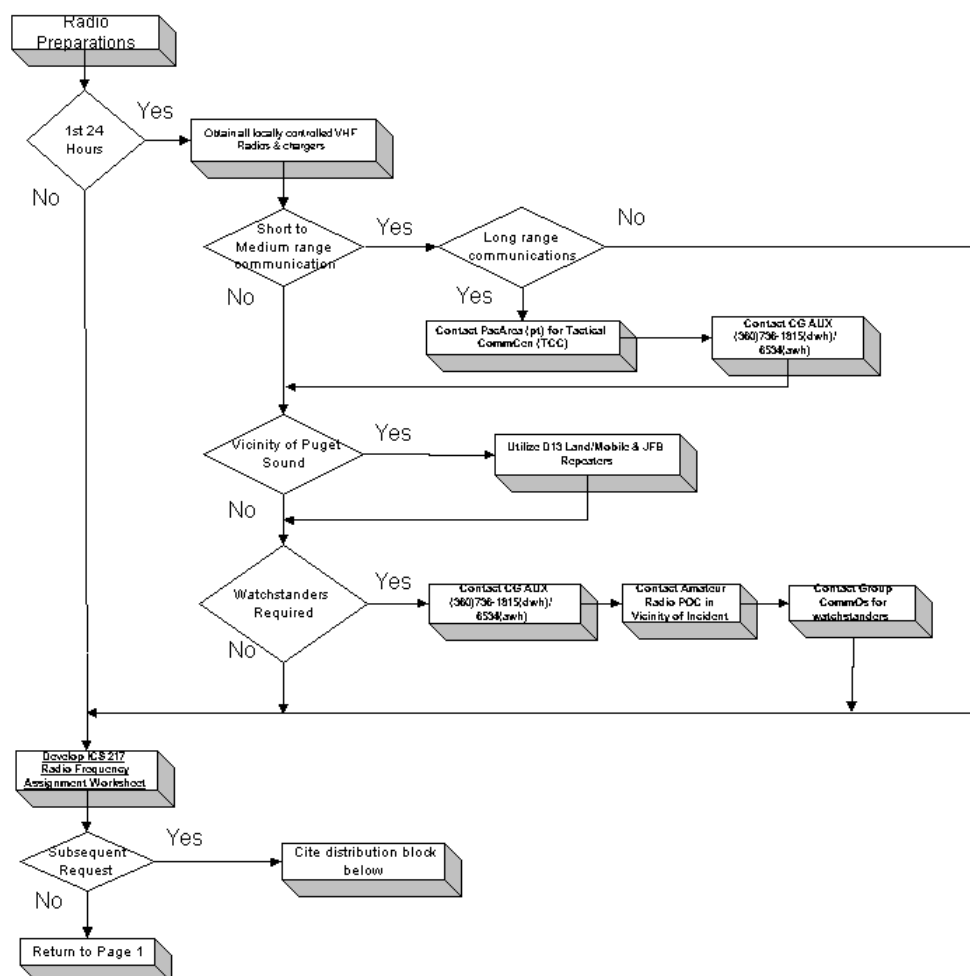 Radio
Preparations
Yes
1st 24
Hours
No
Obtain all locally controlled VHF
Radios & chargers
Short to
Medium range
communication
Yes
No
Long range
communications
No
Yes
Contact PacArea (pt) for Tactical
CommCen (TCC)
Contact CG AUX
(360)736-1815(dwh)/
6534(awh)
Vicinity of Puget
Sound
Yes
No
Utilize D13 Land/Mobile & JFB
Repeaters
Watchstanders
Required
Yes
No
Contact CG AUX
(360)736-1815(dwh)/
6534(awh)
Contact Amateur
Radio POC in
Vicinity of Incident
Contact Group
CommOs for
watchstanders
Develop ICS 217
Radio Frequency
Assignment Worksheet
Subsequent
Request
Yes
No
Cite distribution block
below
Return to Page 1